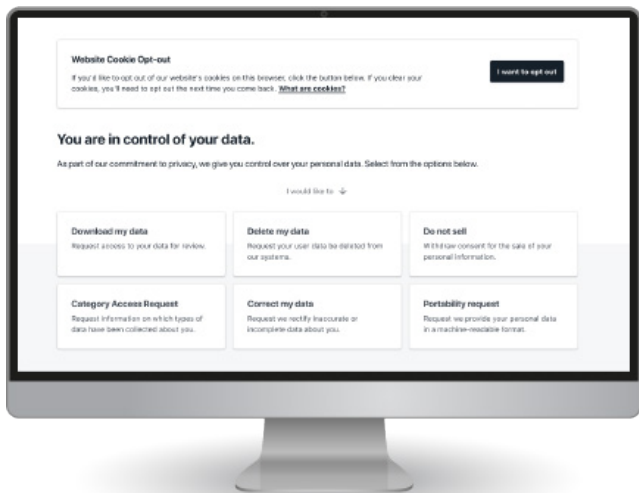 Website Cookie Opt-out
If you'd like to opt out of our website's cookies on this browser, click the button below. If you clear your
cookies, you'll need to opt out the next time you come back. What are cookies?
I want to opt out
You are in control of your data.
As part of our commitment to privacy, we give you control over your personal data. Select from the options below.
I would like to
Download my data
Request access to your data for review.
Delete my data
Request your user data be deleted from
our systems.
Do not sell
Withdraw consent for the sale of your
personal information.
Category Access Request
Request information on which types of
data have been collected about you.
Correct my data
Request we rectify inaccurate or
incomplete data about you.
Portability request
Request we provide your personal data
in a machine-readable format.